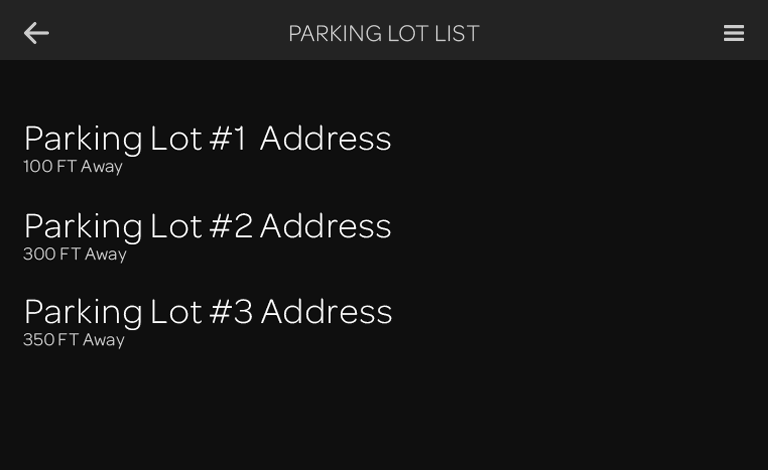 PARKING LOT LIST
Parking Lot #1 Address
100 FT Away
Parking Lot #2 Address
300 FT Away
Parking Lot #3 Address
350 FT Away